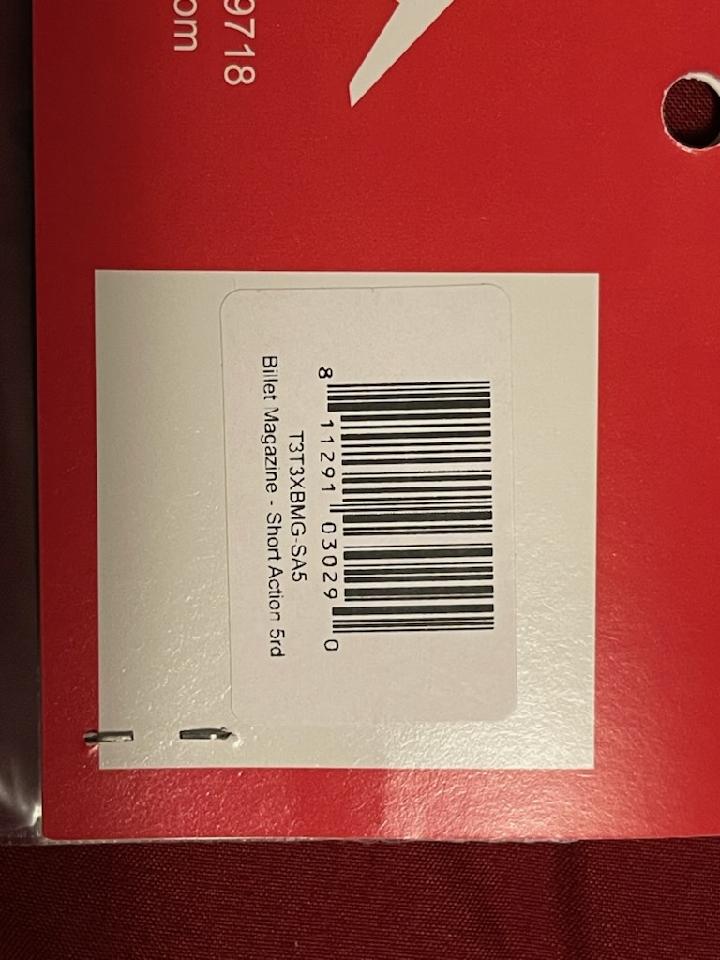 9718
om
8 11291 03029 0
T3T3XBMG-SA5
Billet Magazine - Short Action 5rd